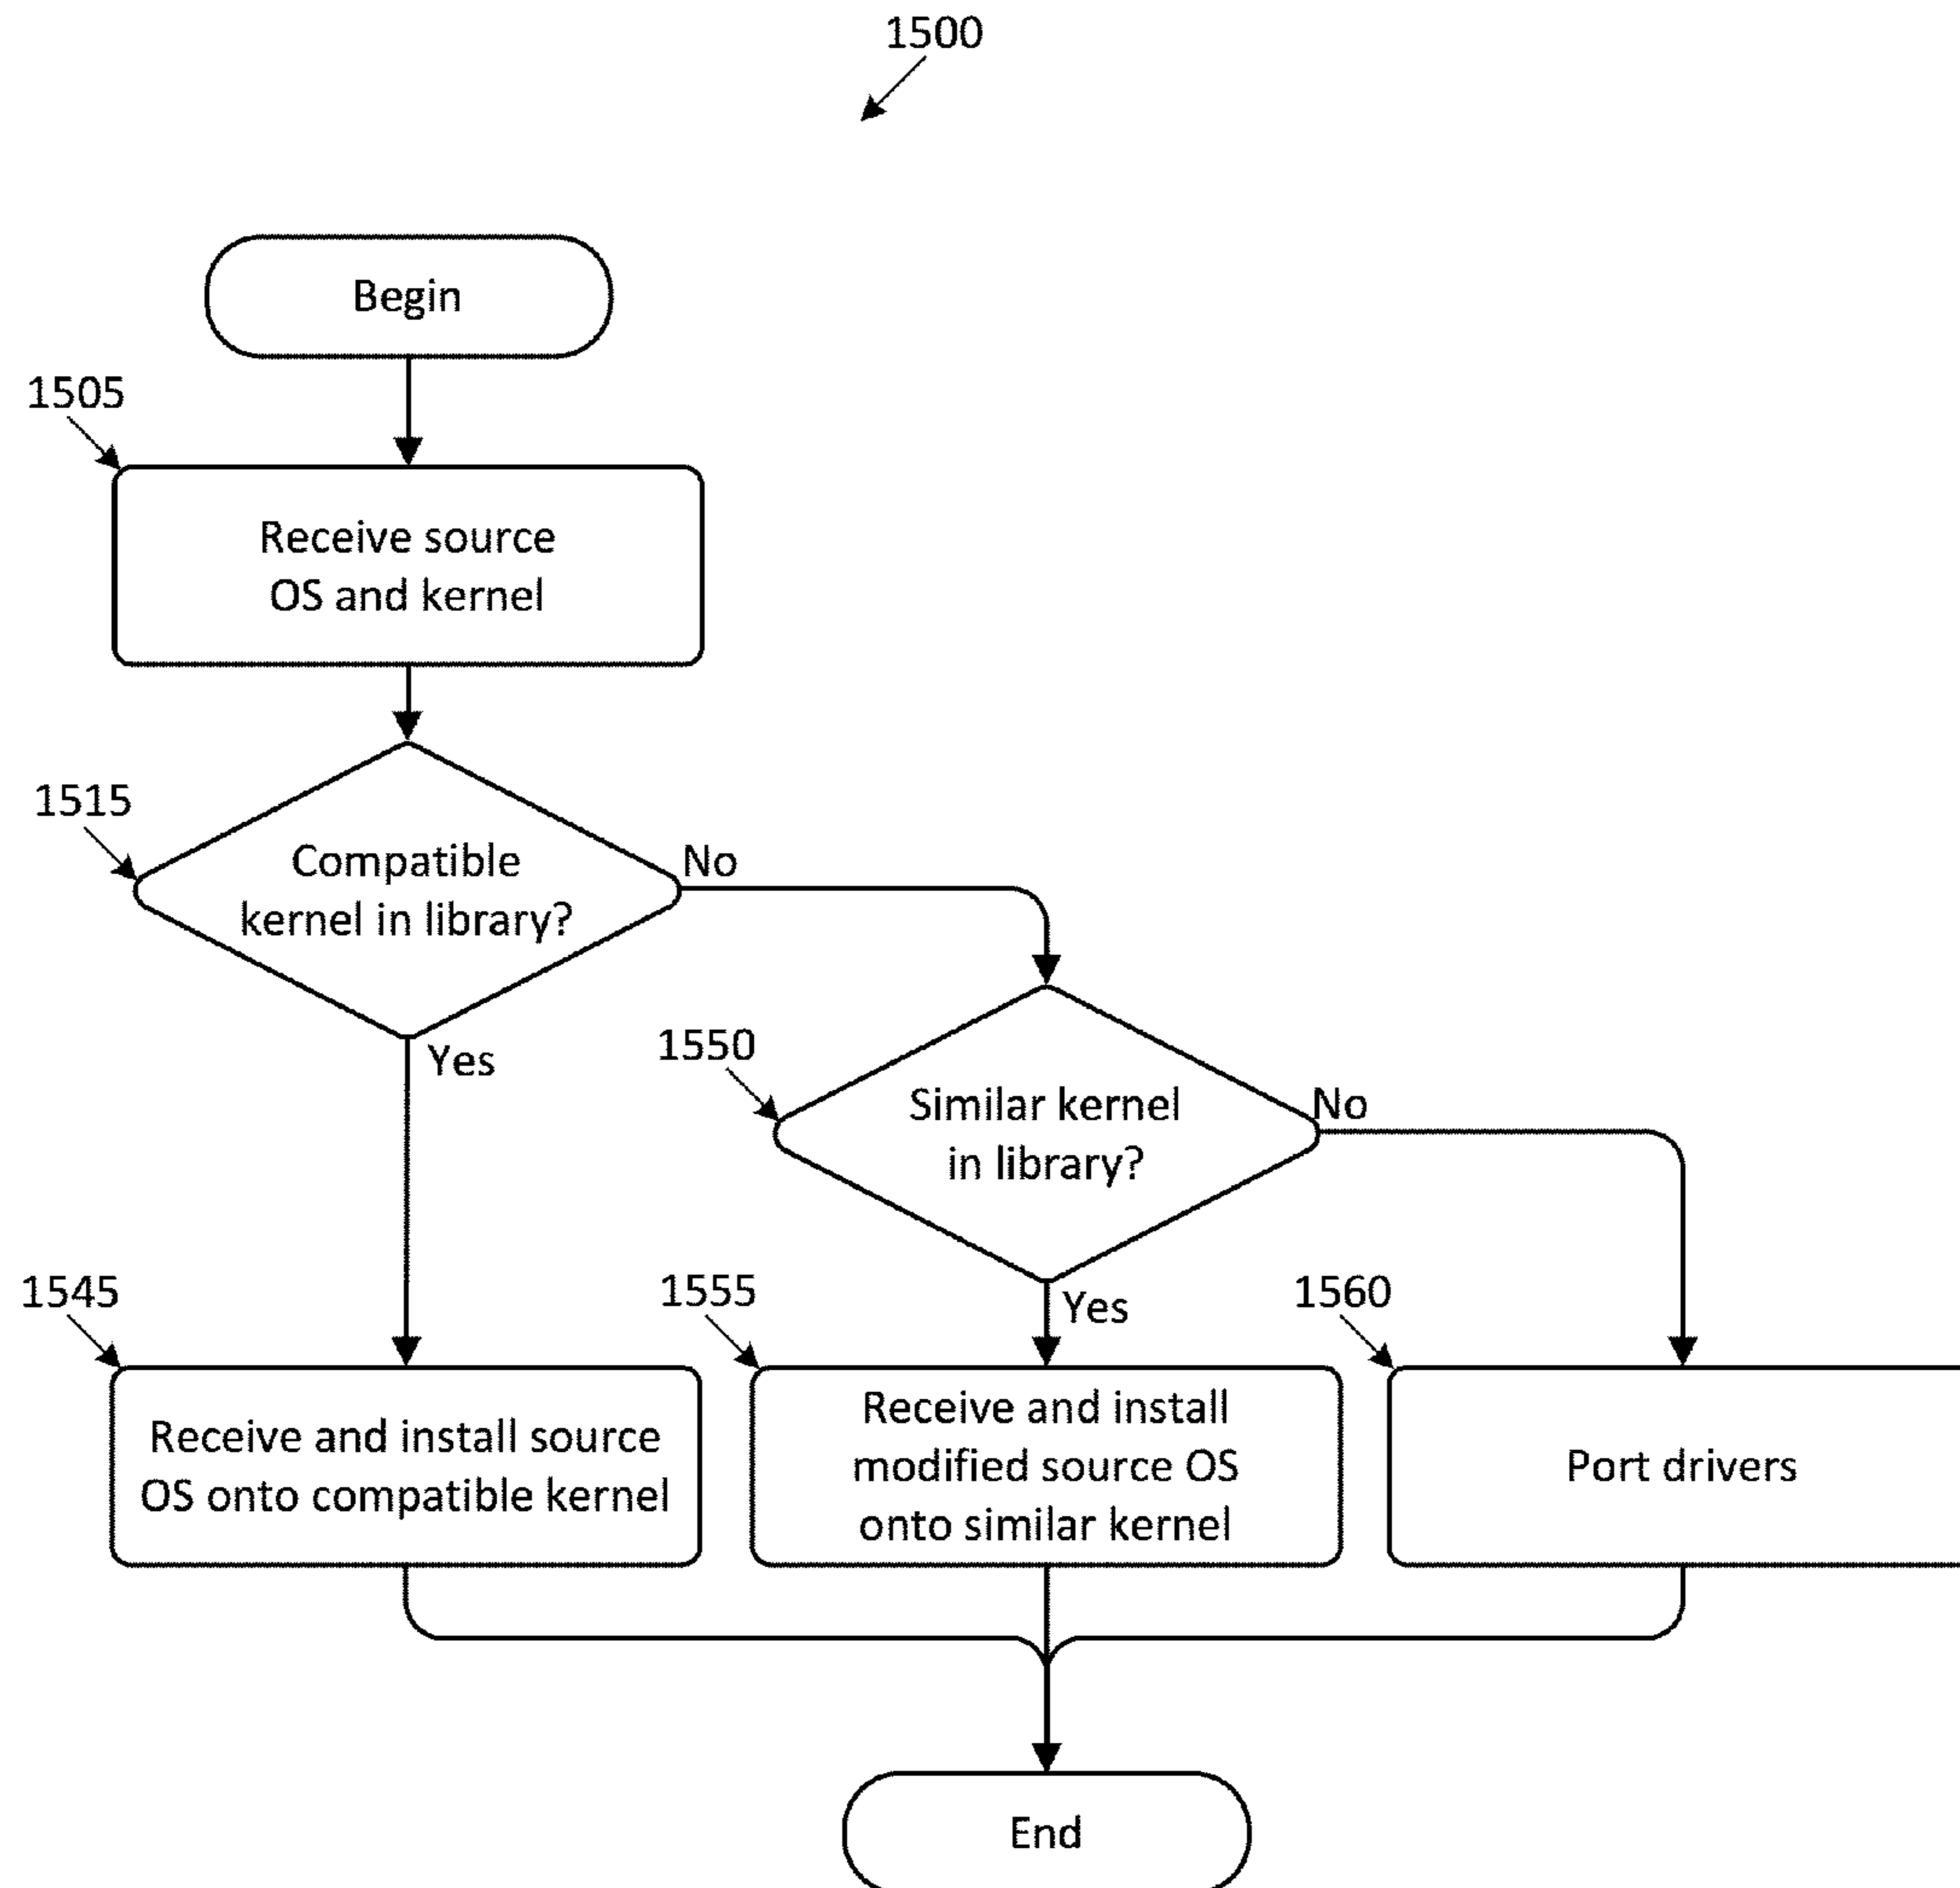 1500
Begin
1505
Receive source
OS and kernel
1515
Compatible
kernel in library?
No
Yes
1550
Similar kernel
in library?
No
Yes
1545
Receive and install source
OS onto compatible kernel
1555
Receive and install
modified source OS
onto similar kernel
1560
Port drivers
End